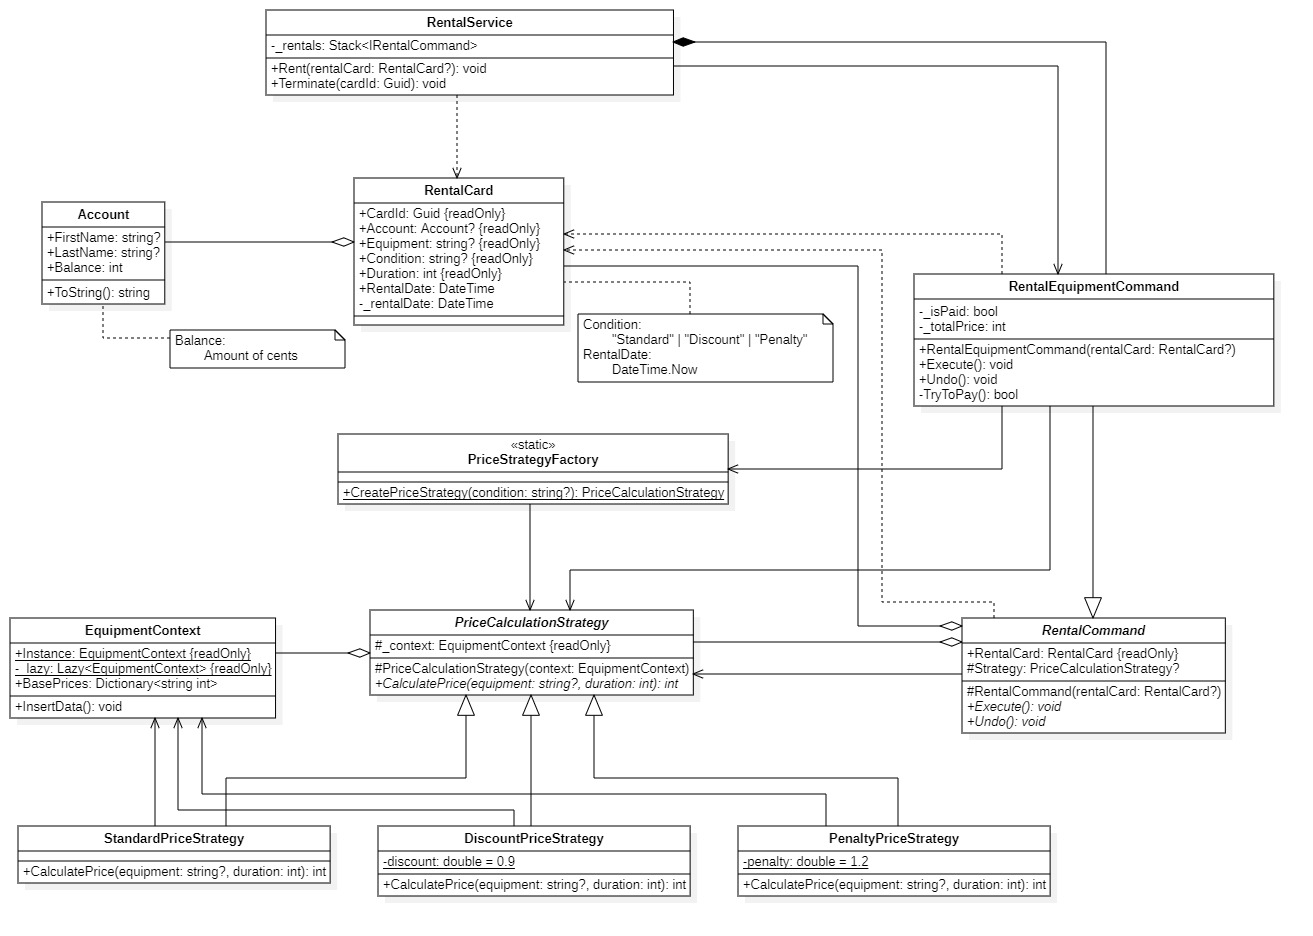 RentalService
-_rentals: Stack<IRentalCommand>
+Rent(rentalCard: RentalCard?): void
+Terminate(cardId: Guid): void
RentalCard
+CardId: Guid {readOnly}
+Account: Account? {readOnly}
+Equipment: string? {readOnly}
+Condition: string? {readOnly}
+Duration: int {readOnly}
+RentalDate: DateTime
-_rentalDate: DateTime
Account
+FirstName: string?
+LastName: string?
+Balance: int
+ToString(): string
Balance:
Amount of cents
Condition:
"Standard" | "Discount" | "Penalty"
RentalDate:
DateTime.Now
RentalEquipmentCommand
-_isPaid: bool
-_totalPrice: int
+RentalEquipmentCommand(rentalCard: RentalCard?)
+Execute(): void
+Undo(): void
-TryToPay(): bool
«static»
PriceStrategyFactory
+CreatePriceStrategy(condition: string?): PriceCalculationStrategy
EquipmentContext
+Instance: EquipmentContext {readOnly}
-_lazy: Lazy<EquipmentContext> {readOnly}
+BasePrices: Dictionary<string int>
+InsertData(): void
PriceCalculationStrategy
#_context: EquipmentContext {readOnly}
#PriceCalculationStrategy(context: EquipmentContext)
+CalculatePrice(equipment: string?, duration: int): int
RentalCommand
+RentalCard: RentalCard {readOnly}
#Strategy: PriceCalculationStrategy?
#RentalCommand(rentalCard: RentalCard?)
+Execute(): void
+Undo(): void
StandardPriceStrategy
+CalculatePrice(equipment: string?, duration: int): int
DiscountPriceStrategy
-discount: double = 0.9
+CalculatePrice(equipment: string?, duration: int): int
PenaltyPriceStrategy
-penalty: double = 1.2
+CalculatePrice(equipment: string?, duration: int): int